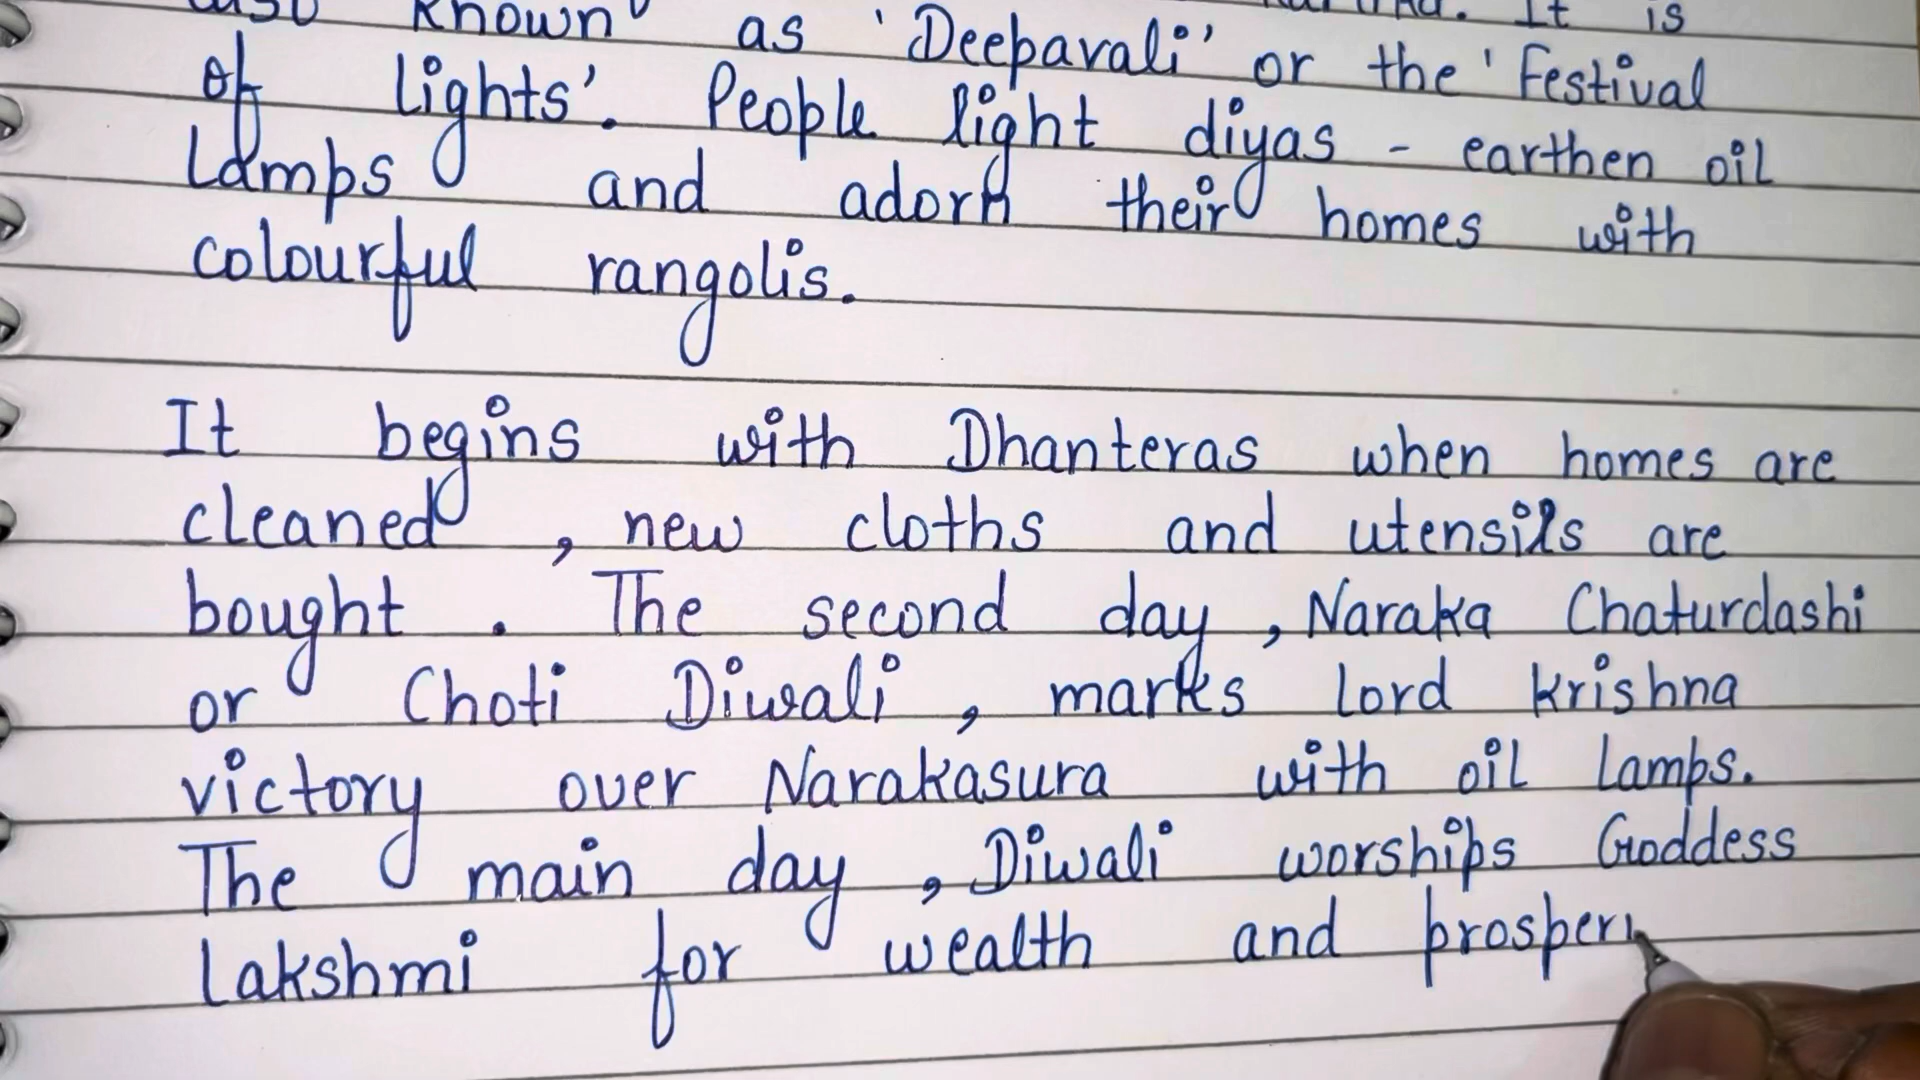 known as 'Deepavali' or the 'Festival
of Lights'. People light diyas - earthen oil
Lamps and adorn their homes with
colourful rangolis.
It begins with Dhanteras when homes are
cleaned , new cloths and utensils are
bought . The second day , Naraka Chaturdashi
or Choti Diwali , marks lord krishna
victory over Narakasura with oil Lamps.
The main day , Diwali worships Goddess
Lakshmi for wealth and prosperi